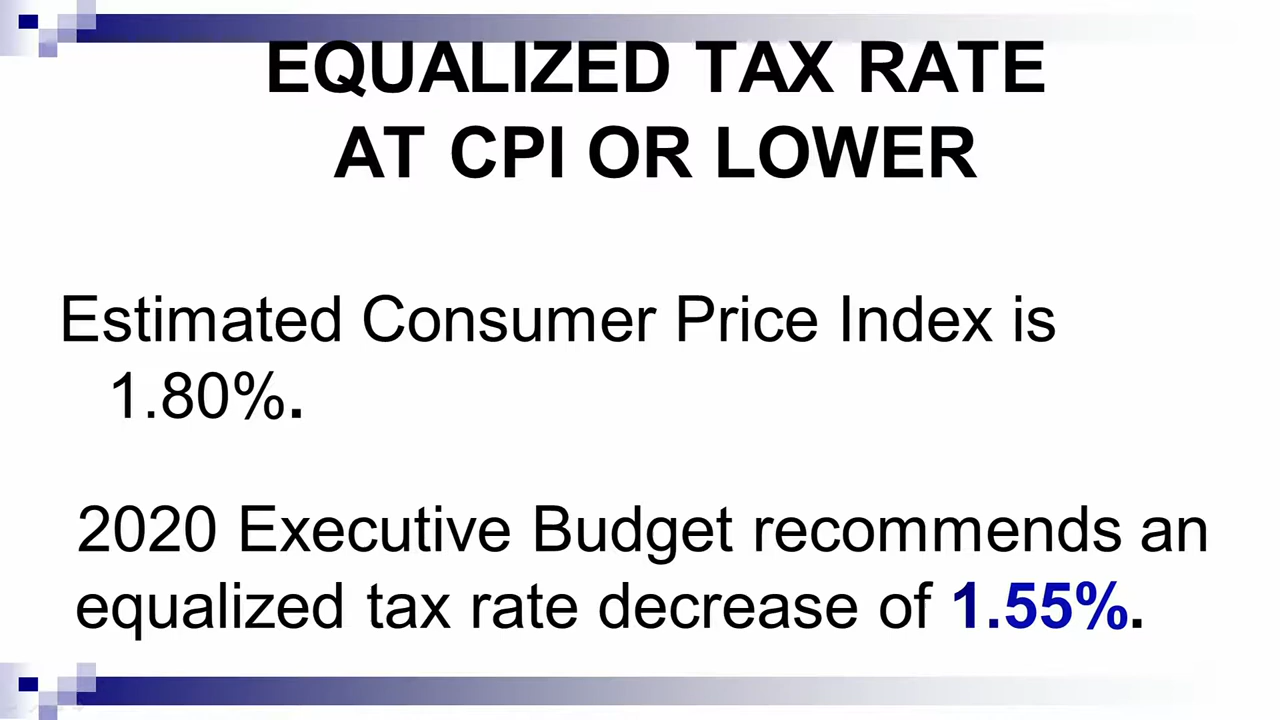 EQUALIZED TAX RATE
AT CPI OR LOWER
Estimated Consumer Price Index is
1.80%.
2020 Executive Budget recommends an
equalized tax rate decrease of 1.55%.